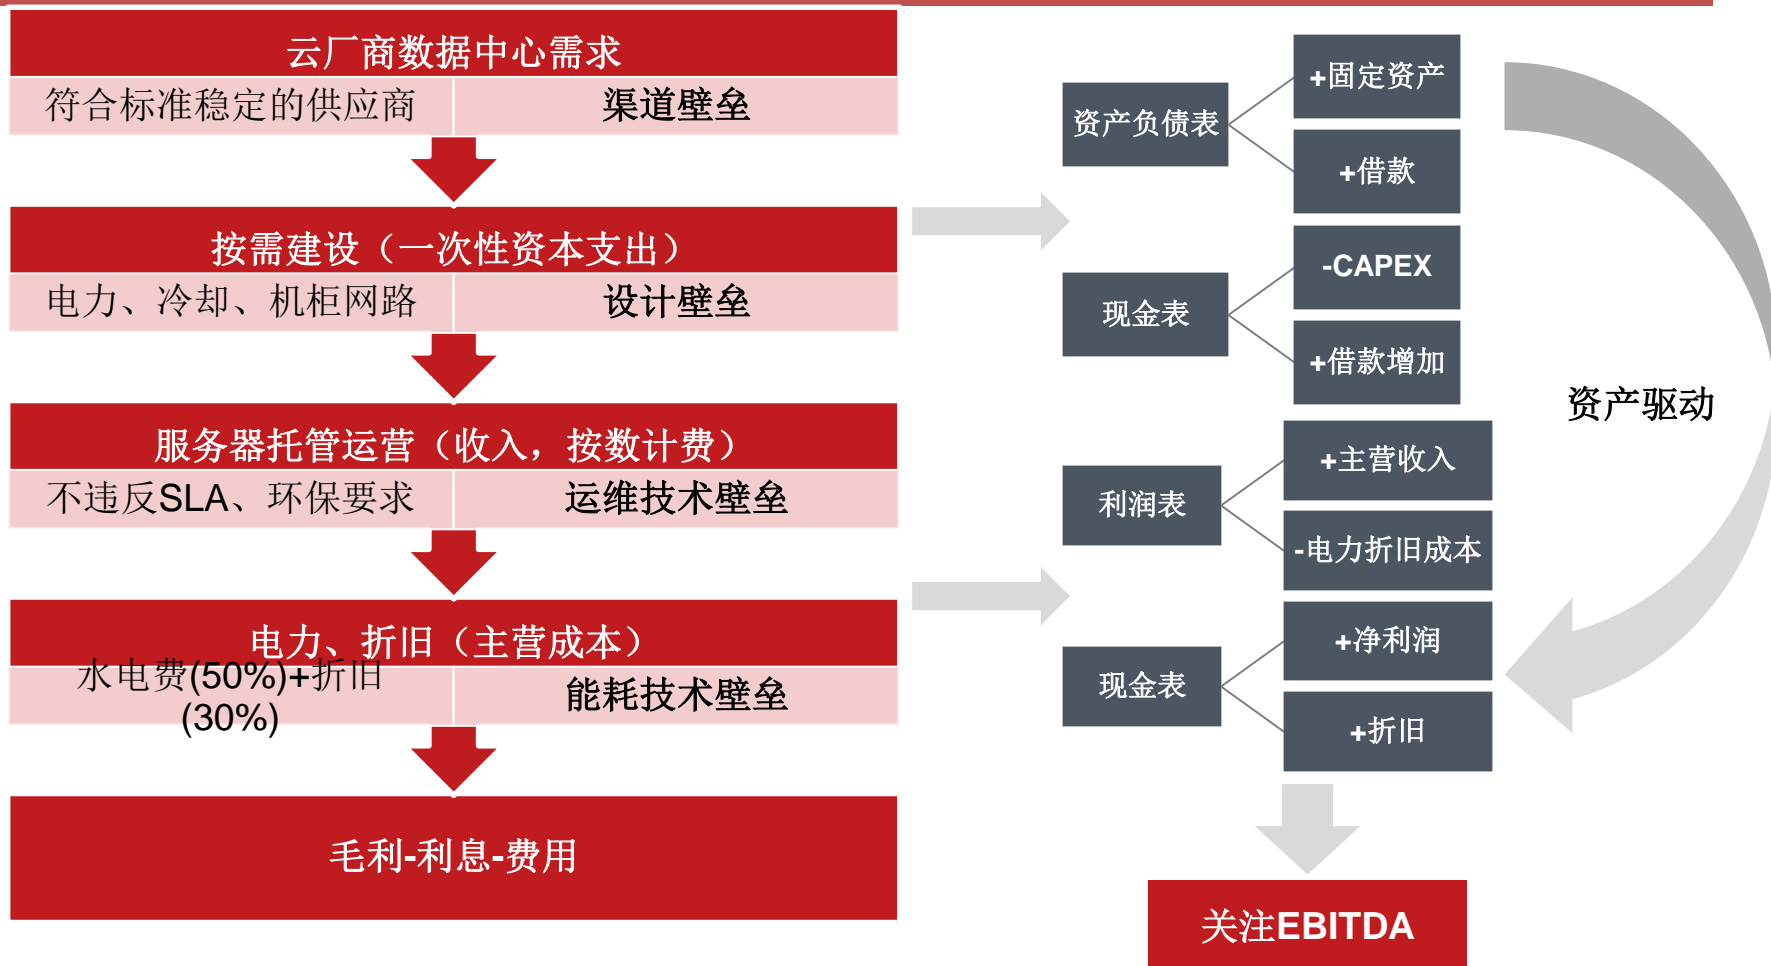 云厂商数据中心需求
符合标准稳定的供应商
渠道壁垒
按需建设（一次性资本支出）
电力、冷却、机柜网路
设计壁垒
服务器托管运营（收入，按数计费）
不违反SLA、环保要求
运维技术壁垒
电力、折旧（主营成本）
水电费(50%)+折旧
(30%)
能耗技术壁垒
毛利-利息-费用
资产负债表
+固定资产
+借款
现金表
-CAPEX
+借款增加
利润表
+主营收入
-电力折旧成本
现金表
+净利润
+折旧
资产驱动
关注EBITDA